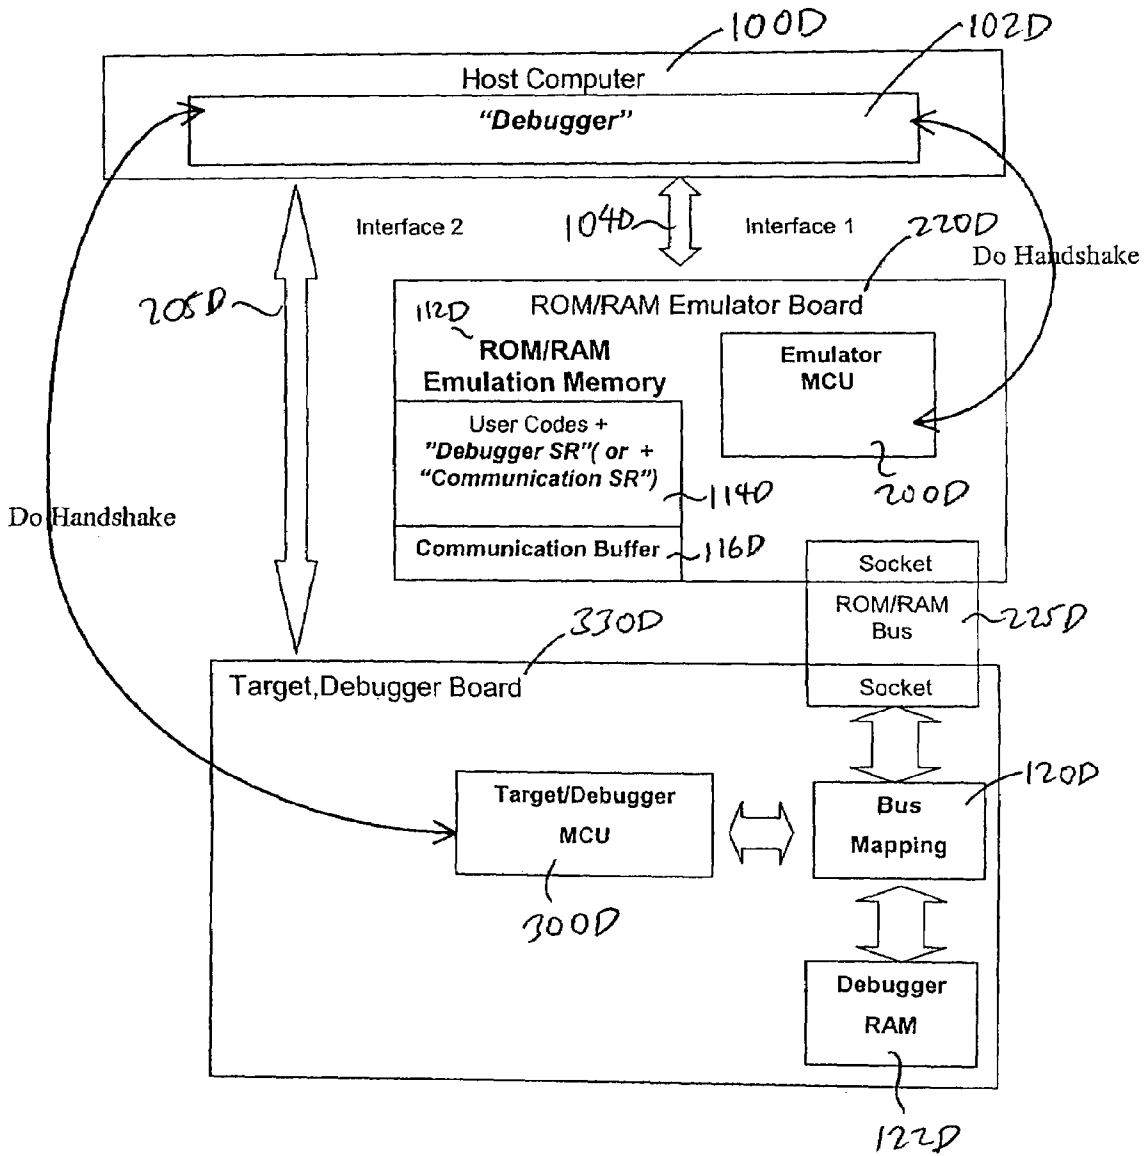 100D
102D
Host Computer
“Debugger”
Interface 2
104D
Interface 1
220D
Do Handshake
205D
112D
ROM/RAM Emulator Board
ROM/RAM
Emulation Memory
Emulator
MCU
User Codes +
"Debugger SR"( or +
“Communication SR”)
114D
200D
Do Handshake
Communication Buffer
116D
Socket
ROM/RAM
Bus
225D
330D
Target,Debugger Board
Socket
120D
Target/Debugger
MCU
Bus
Mapping
300D
Debugger
RAM
122D